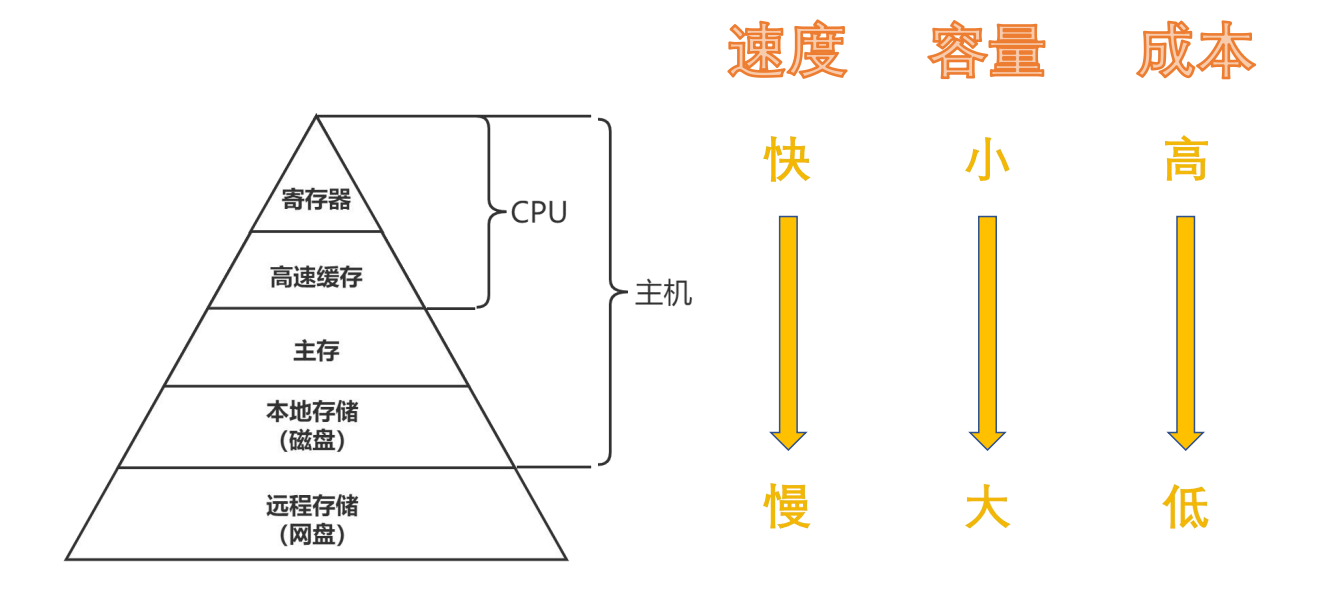 速度 容量 成本
快 小 高
寄存器
CPU
高速缓存
主机
主存
本地存储
(磁盘)
远程存储
(网盘)
慢 大 低